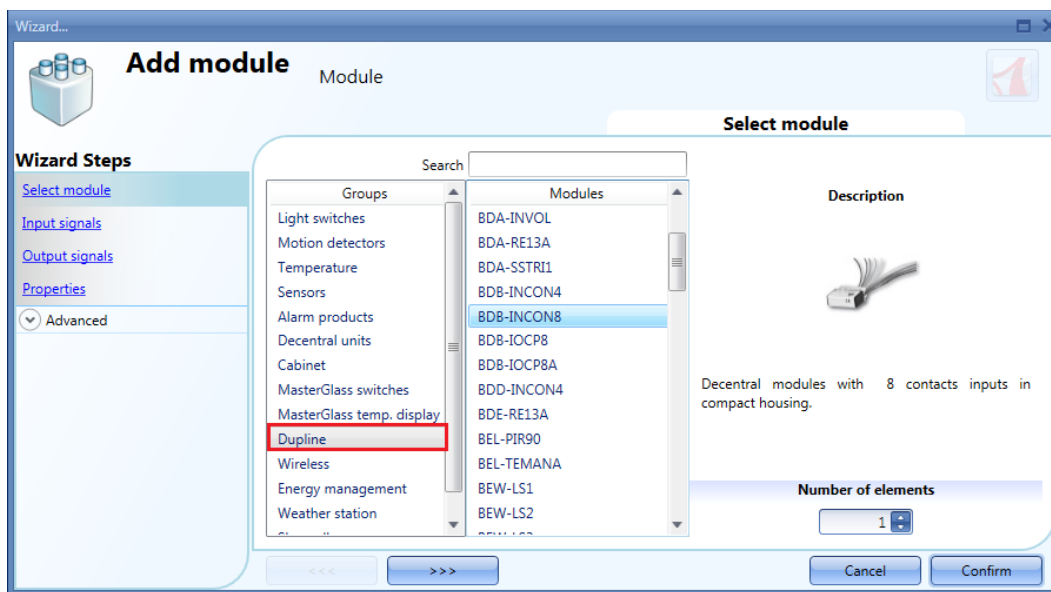 Wizard...
Add module
Module
Select module
Wizard Steps
Select module
Input signals
Output signals
Properties
Advanced
Search
Groups
Light switches
Motion detectors
Temperature
Sensors
Alarm products
Decentral units
Cabinet
MasterGlass switches
MasterGlass temp. display
Dupline
Wireless
Energy management
Weather station
Modules
BDA-INVOL
BDA-RE13A
BDA-SSTRI1
BDB-INCON4
BDB-INCON8
BDB-IOCP8
BDB-IOCP8A
BDD-INCON4
BDE-RE13A
BEL-PIR90
BEL-TEMANA
BEW-LS1
BEW-LS2
Description
Decentral modules with 8 contacts inputs in
compact housing.
Number of elements
1
<<<
>>>
Cancel
Confirm